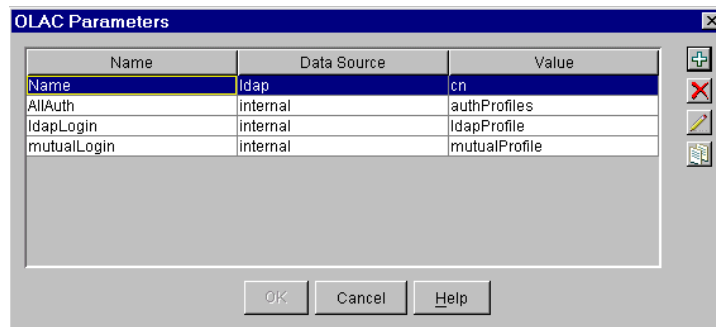 OLAC Parameters
Name Data Source Value
Name ldap cn
AllAuth internal authProfiles
ldapLogin internal ldapProfile
mutualLogin internal mutualProfile
OK Cancel Help